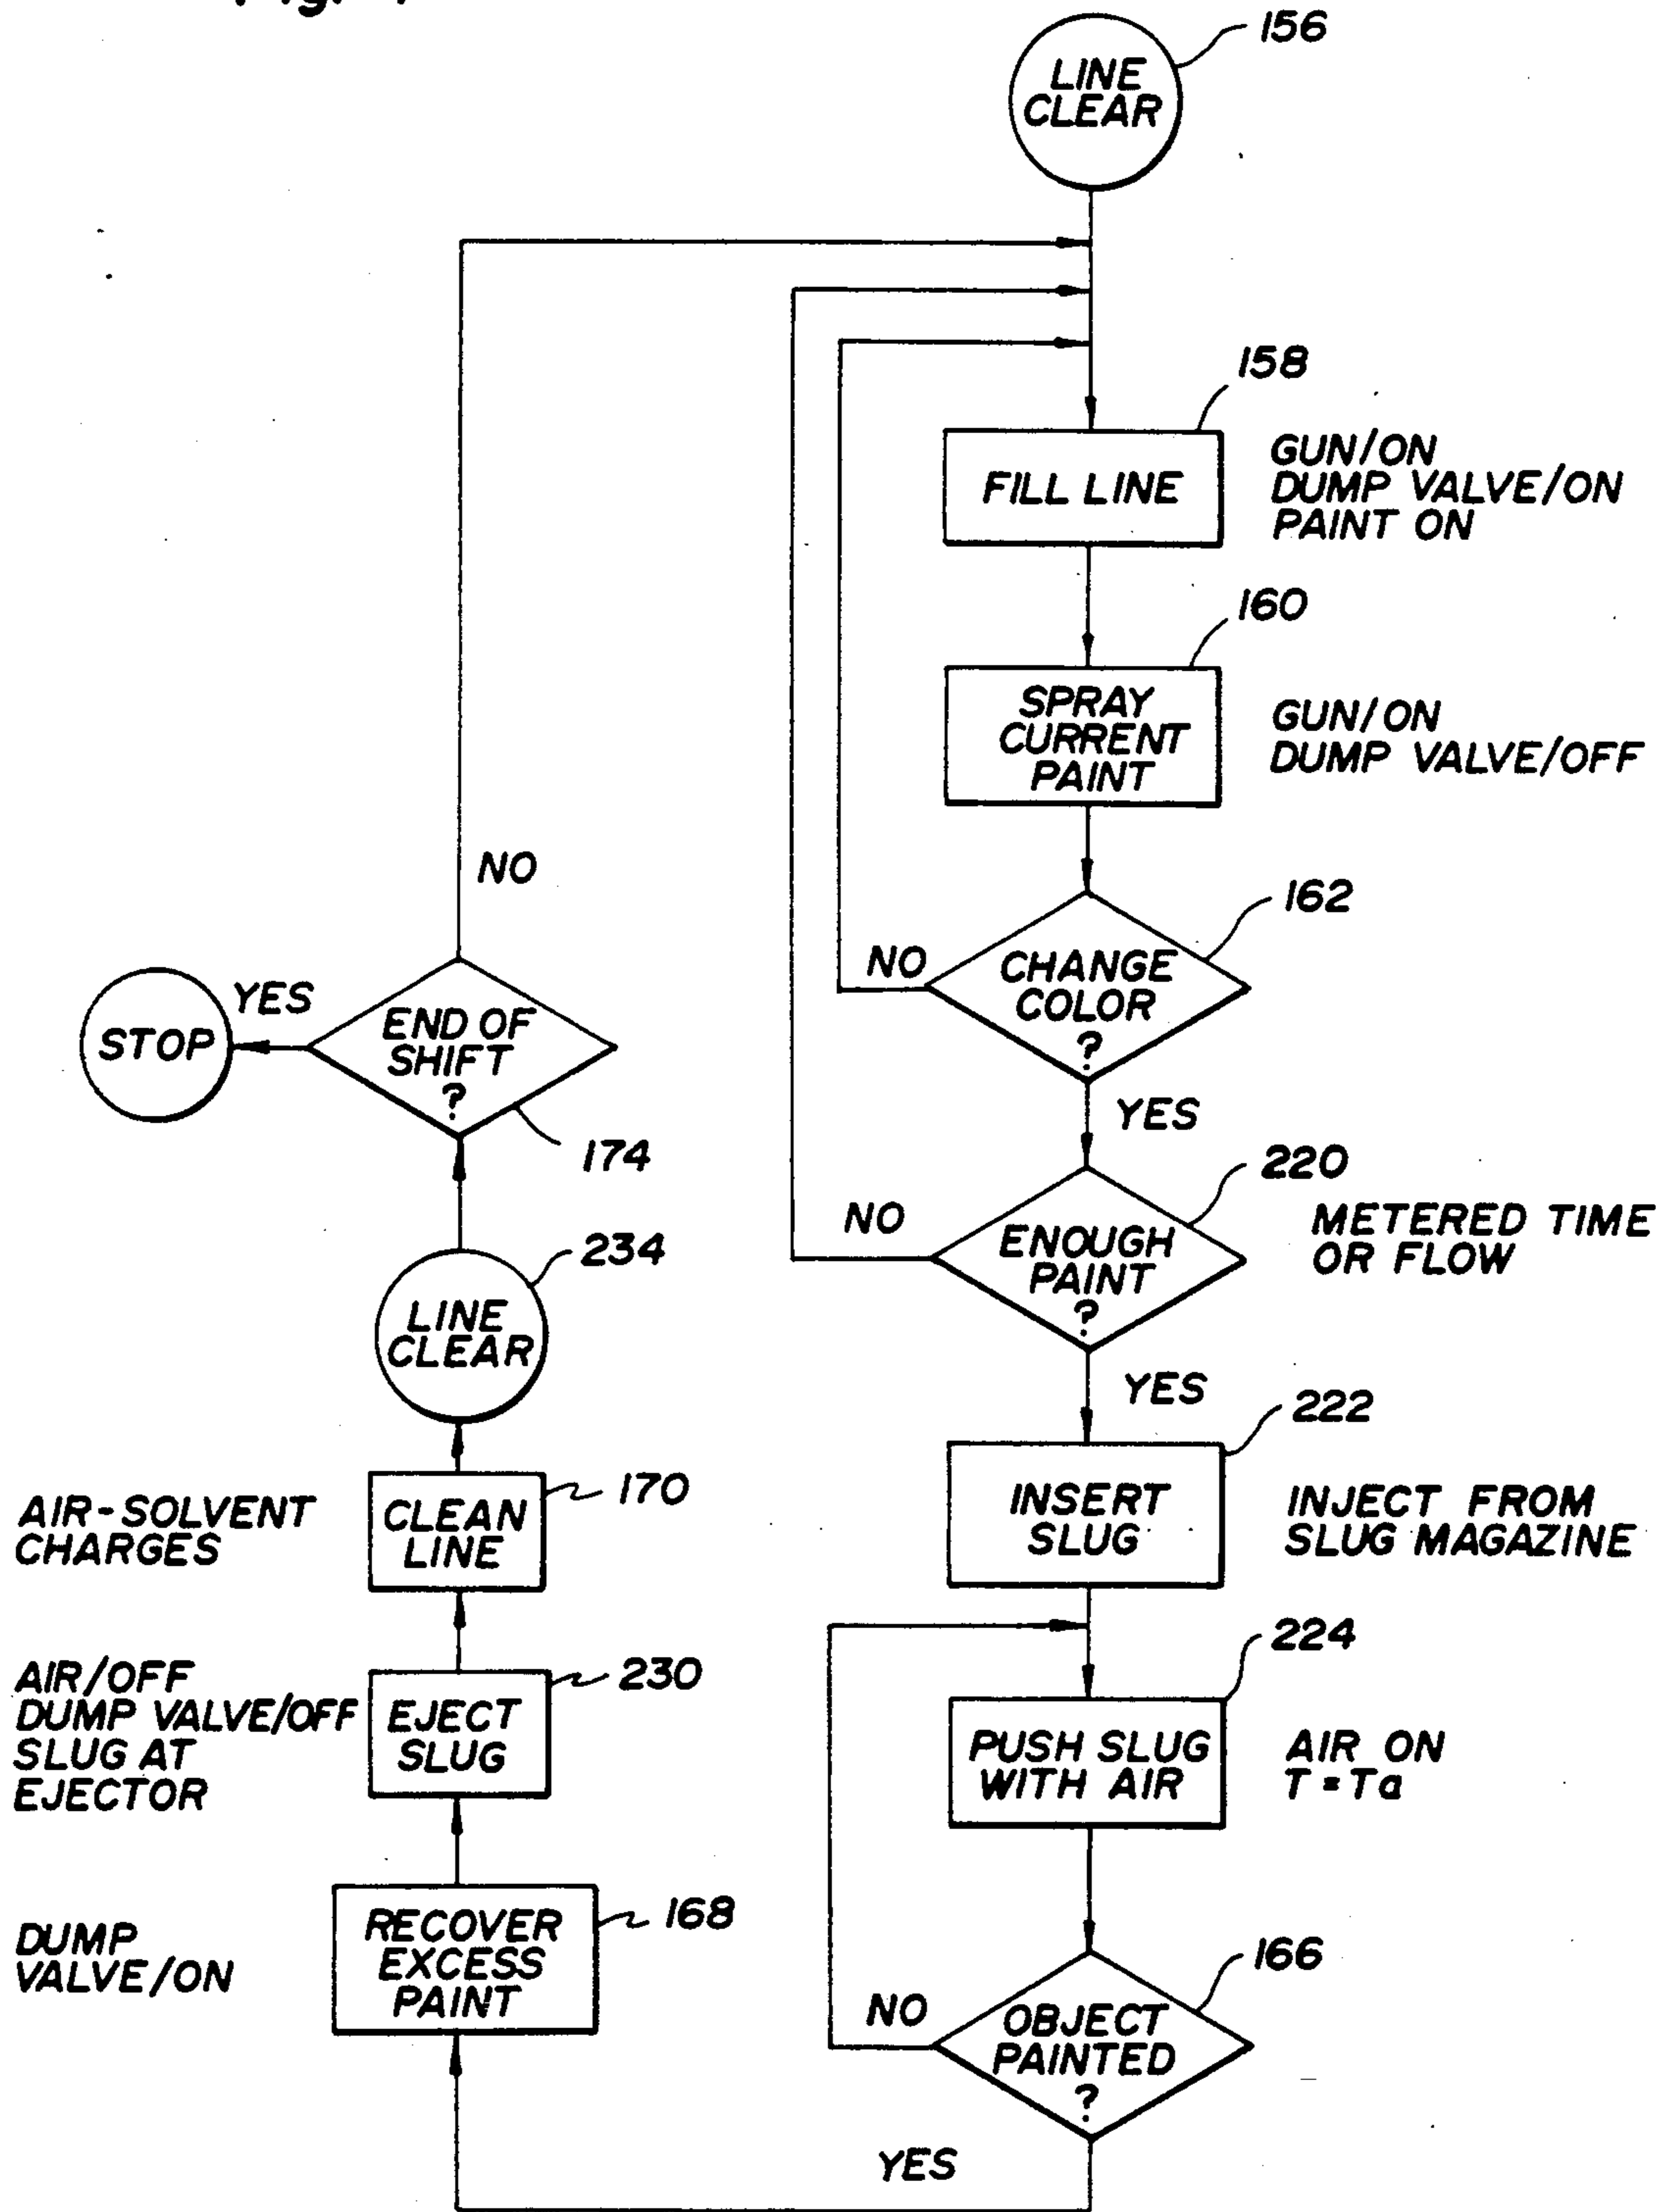 156
LINE
CLEAR
158
FILL LINE
GUN/ON
DUMP VALVE/ON
PAINT ON
160
SPRAY
CURRENT
PAINT
GUN/ON
DUMP VALVE/OFF
162
NO
CHANGE
COLOR
?
YES
220
NO
ENOUGH
PAINT
?
METERED TIME
OR FLOW
YES
222
INSERT
SLUG
INJECT FROM
SLUG MAGAZINE
224
PUSH SLUG
WITH AIR
AIR ON
T=Ta
166
NO
OBJECT
PAINTED
?
YES
168
RECOVER
EXCESS
PAINT
DUMP
VALVE/ON
230
EJECT
SLUG
AIR/OFF
DUMP VALVE/OFF
SLUG AT
EJECTOR
170
CLEAN
LINE
AIR-SOLVENT
CHARGES
234
LINE
CLEAR
174
END OF
SHIFT
?
NO
YES
STOP